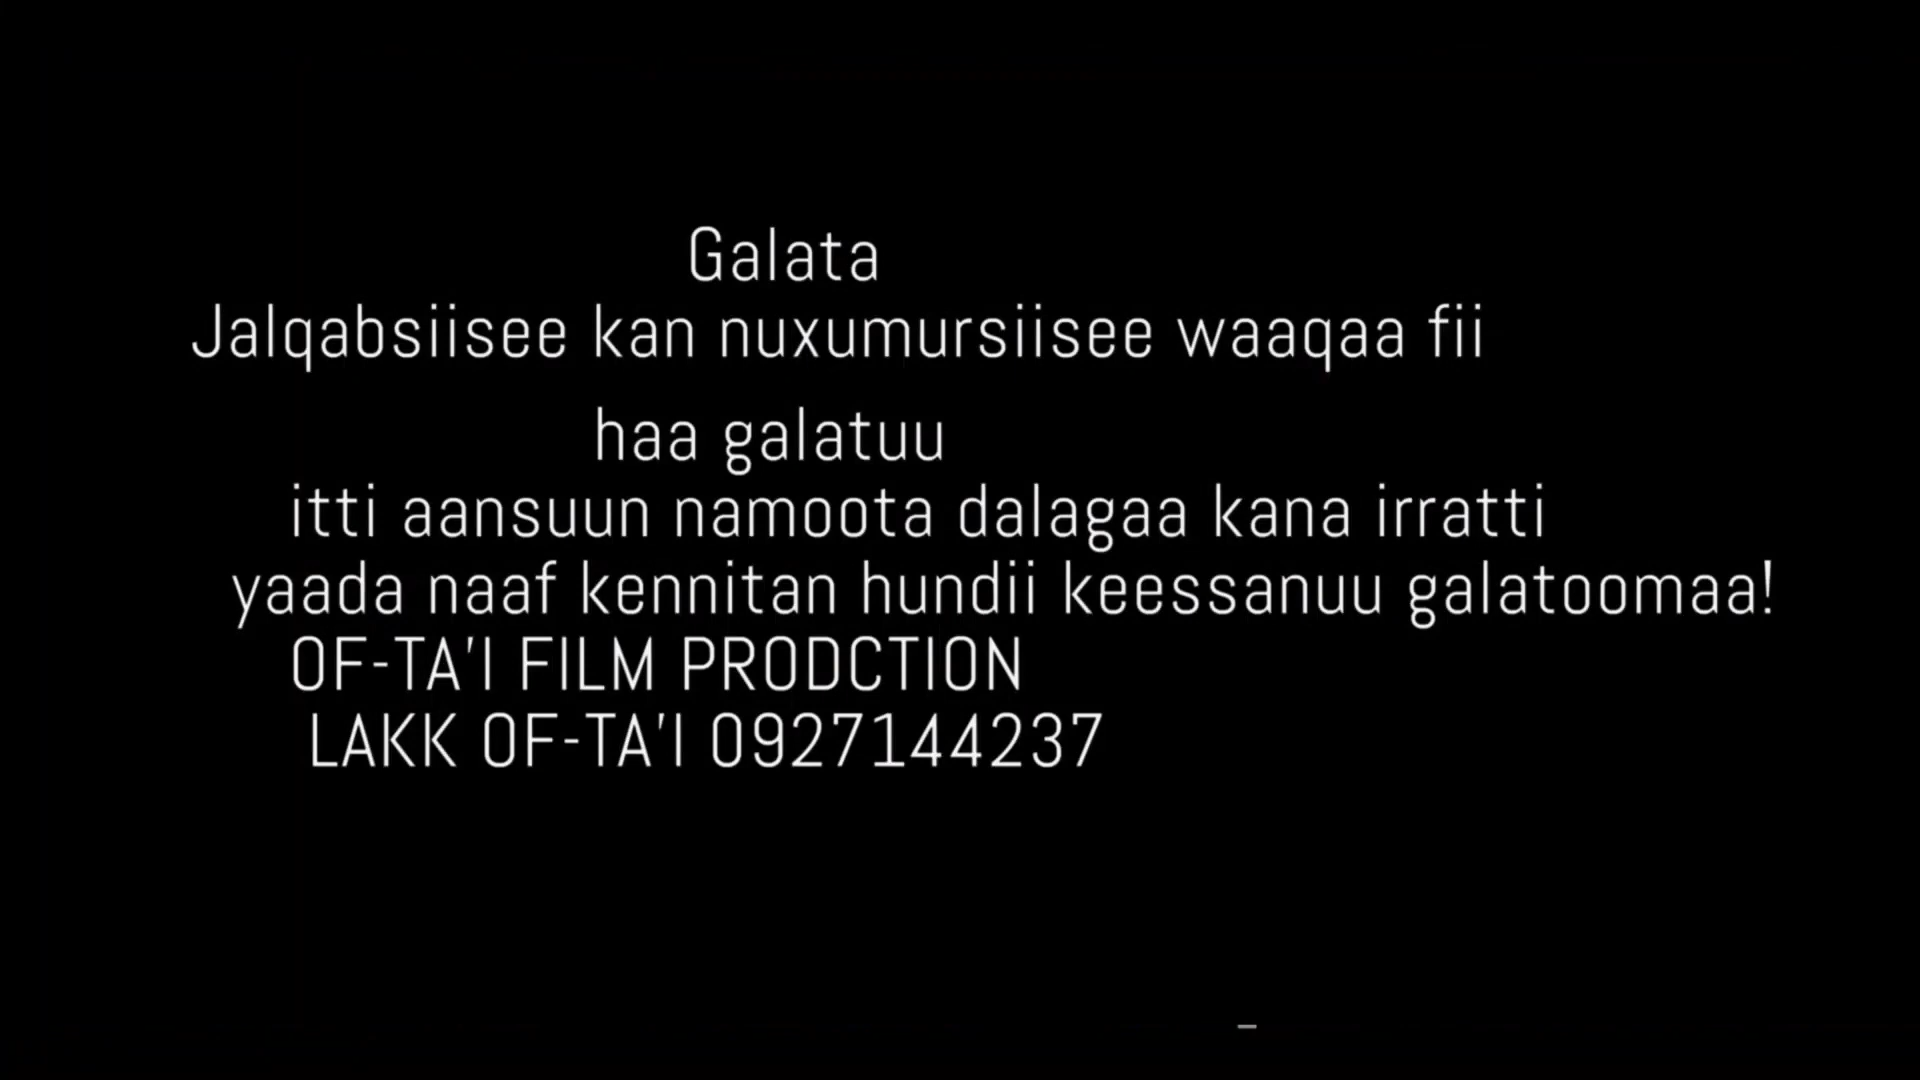 Galata
Jalqabsiisee kan nuxumursiisee waaqaa fii
haa galatuu
itti aansuun namoota dalagaa kana irratti
yaada naaf kennitan hundii keessanuu galatoomaa!
OF-TA'I FILM PRODCTION
LAKK OF-TA'I 0927144237